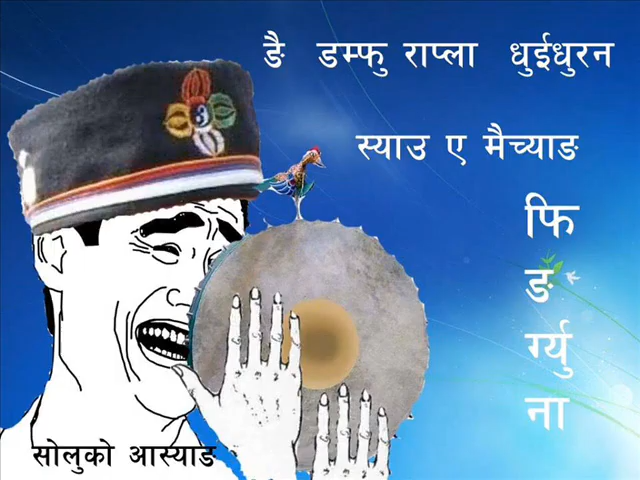 ङै डम्फु राप्ला धुईधुरन
स्याउ ए मैच्याङ
फि
ङ
र्ग्यु
ना
सोलुको आस्याङ